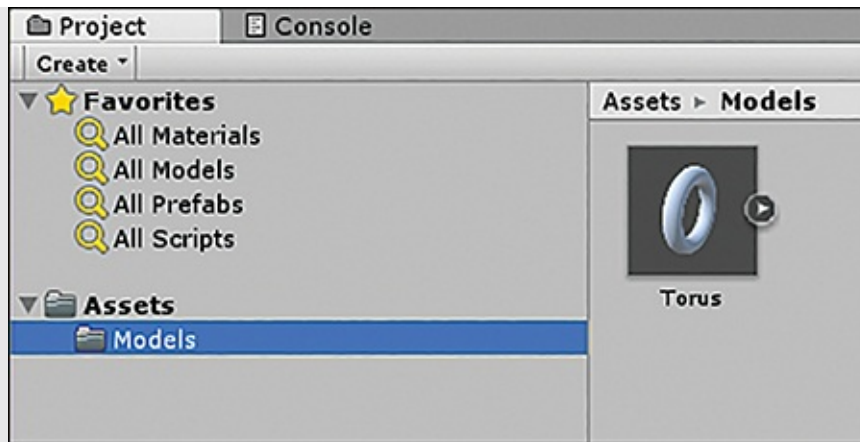 Project
Console
Create
Favorites
All Materials
All Models
All Prefabs
All Scripts
Assets
Models
Assets ▸ Models
Torus